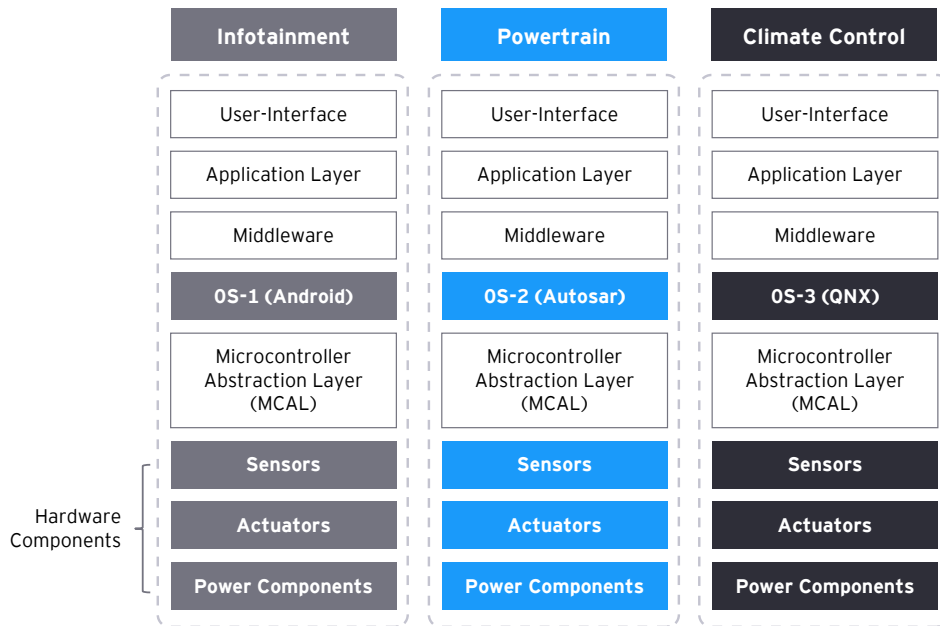 Infotainment
Powertrain
Climate Control
User-Interface
User-Interface
User-Interface
Application Layer
Application Layer
Application Layer
Middleware
Middleware
Middleware
OS-1 (Android)
OS-2 (Autosar)
OS-3 (QNX)
Microcontroller
Abstraction Layer
(MCAL)
Microcontroller
Abstraction Layer
(MCAL)
Microcontroller
Abstraction Layer
(MCAL)
Hardware
Components
Sensors
Sensors
Sensors
Actuators
Actuators
Actuators
Power Components
Power Components
Power Components